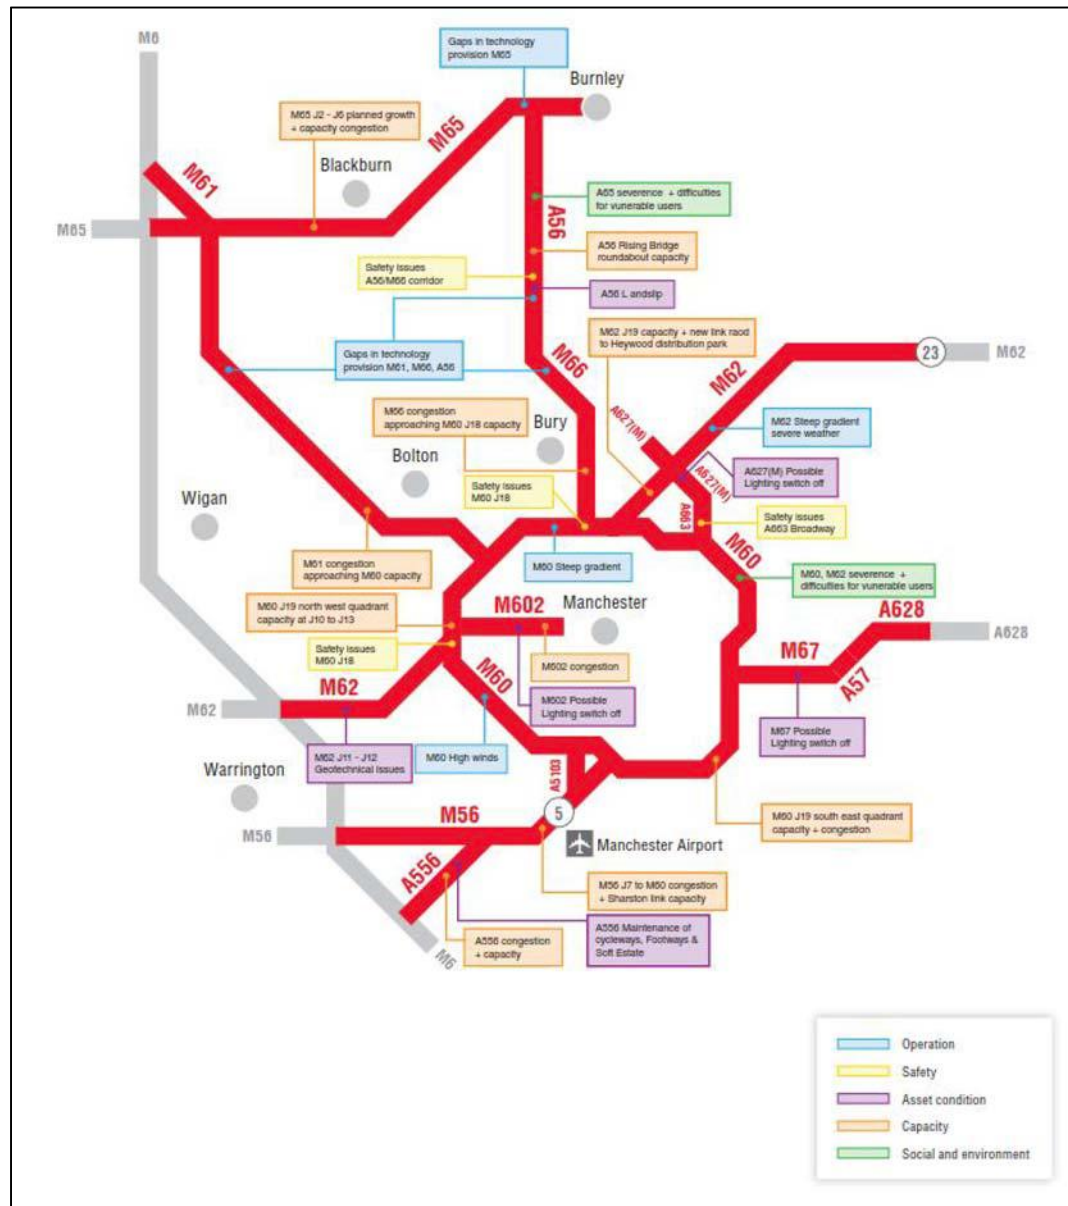 M6
Gaps in technology
provision M65
Burnley
M65 J2 - J6 planned growth
+ capacity congestion
M65
M61
Blackburn
M65
A65 severence + difficulties
for vunerable users
A56
A56 Rising Bridge
roundabout capacity
Safety issues
A56/M66 corridor
A56 L andslip
M62 J19 capacity + new link raod
to Heywood distribution park
23
M62
Gaps in technology
provision M61, M66, A56
M66
M62
M66 congestion
approaching M60 J18 capacity
A627(M)
M62 Steep gradient
severe weather
Bury
Bolton
A627(M) Possible
Lighting switch off
A627(M)
Safety issues
M60 J18
Wigan
A663
Safety issues
A663 Broadway
M61 congestion
approaching M60 capacity
M60 Steep gradient
M60
M60, M62 severence +
difficulties for vunerable users
M60 J19 north west quadrant
capacity at J10 to J13
M602
Manchester
A628
A628
Safety issues
M60 J18
M602 congestion
M67
A57
M62
M62
M60
M602 Possible
Lighting switch off
M67 Possible
Lighting switch off
M62 J11 - J12
Geotechnical Issues
M60 High winds
Warrington
A5103
5
M60 J19 south east quadrant
capacity + congestion
M56
M56
Manchester Airport
A556
M56 J7 to M60 congestion
+ Sharston link capacity
A556 Maintenance of
cycleways, Footways &
Soft Estate
A556 congestion
+ capacity
M6
Operation
Safety
Asset condition
Capacity
Social and environment